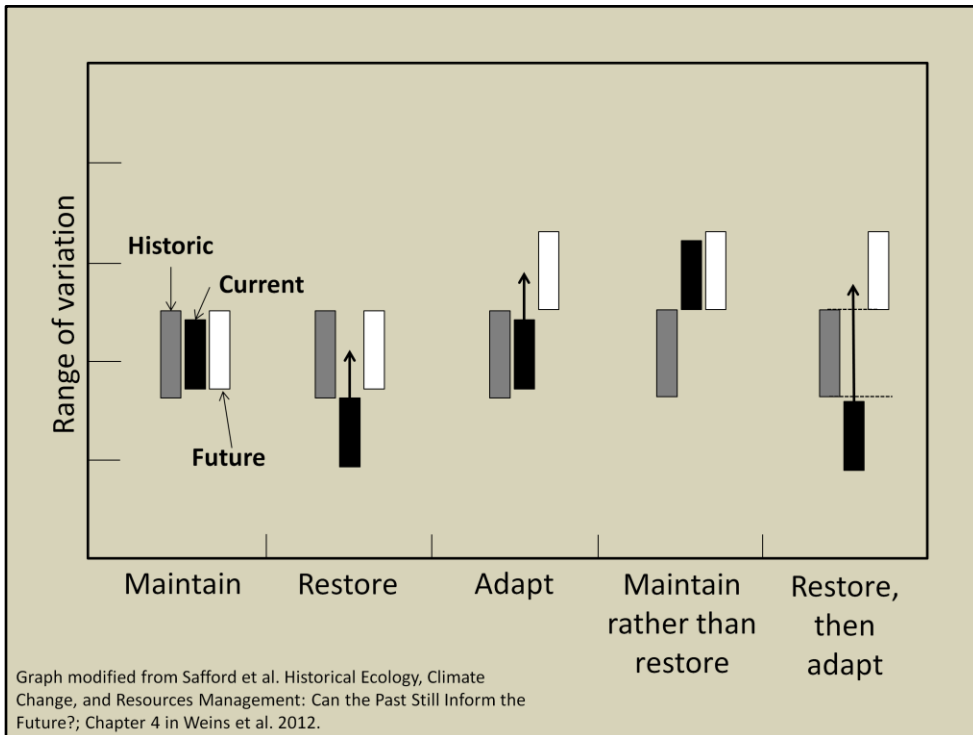 Range of variation
Historic
Current
Future
Maintain
Restore
Adapt
Maintain
rather than
restore
Restore,
then
adapt
Graph modified from Safford et al. Historical Ecology, Climate
Change, and Resources Management: Can the Past Still Inform the
Future?; Chapter 4 in Weins et al. 2012.